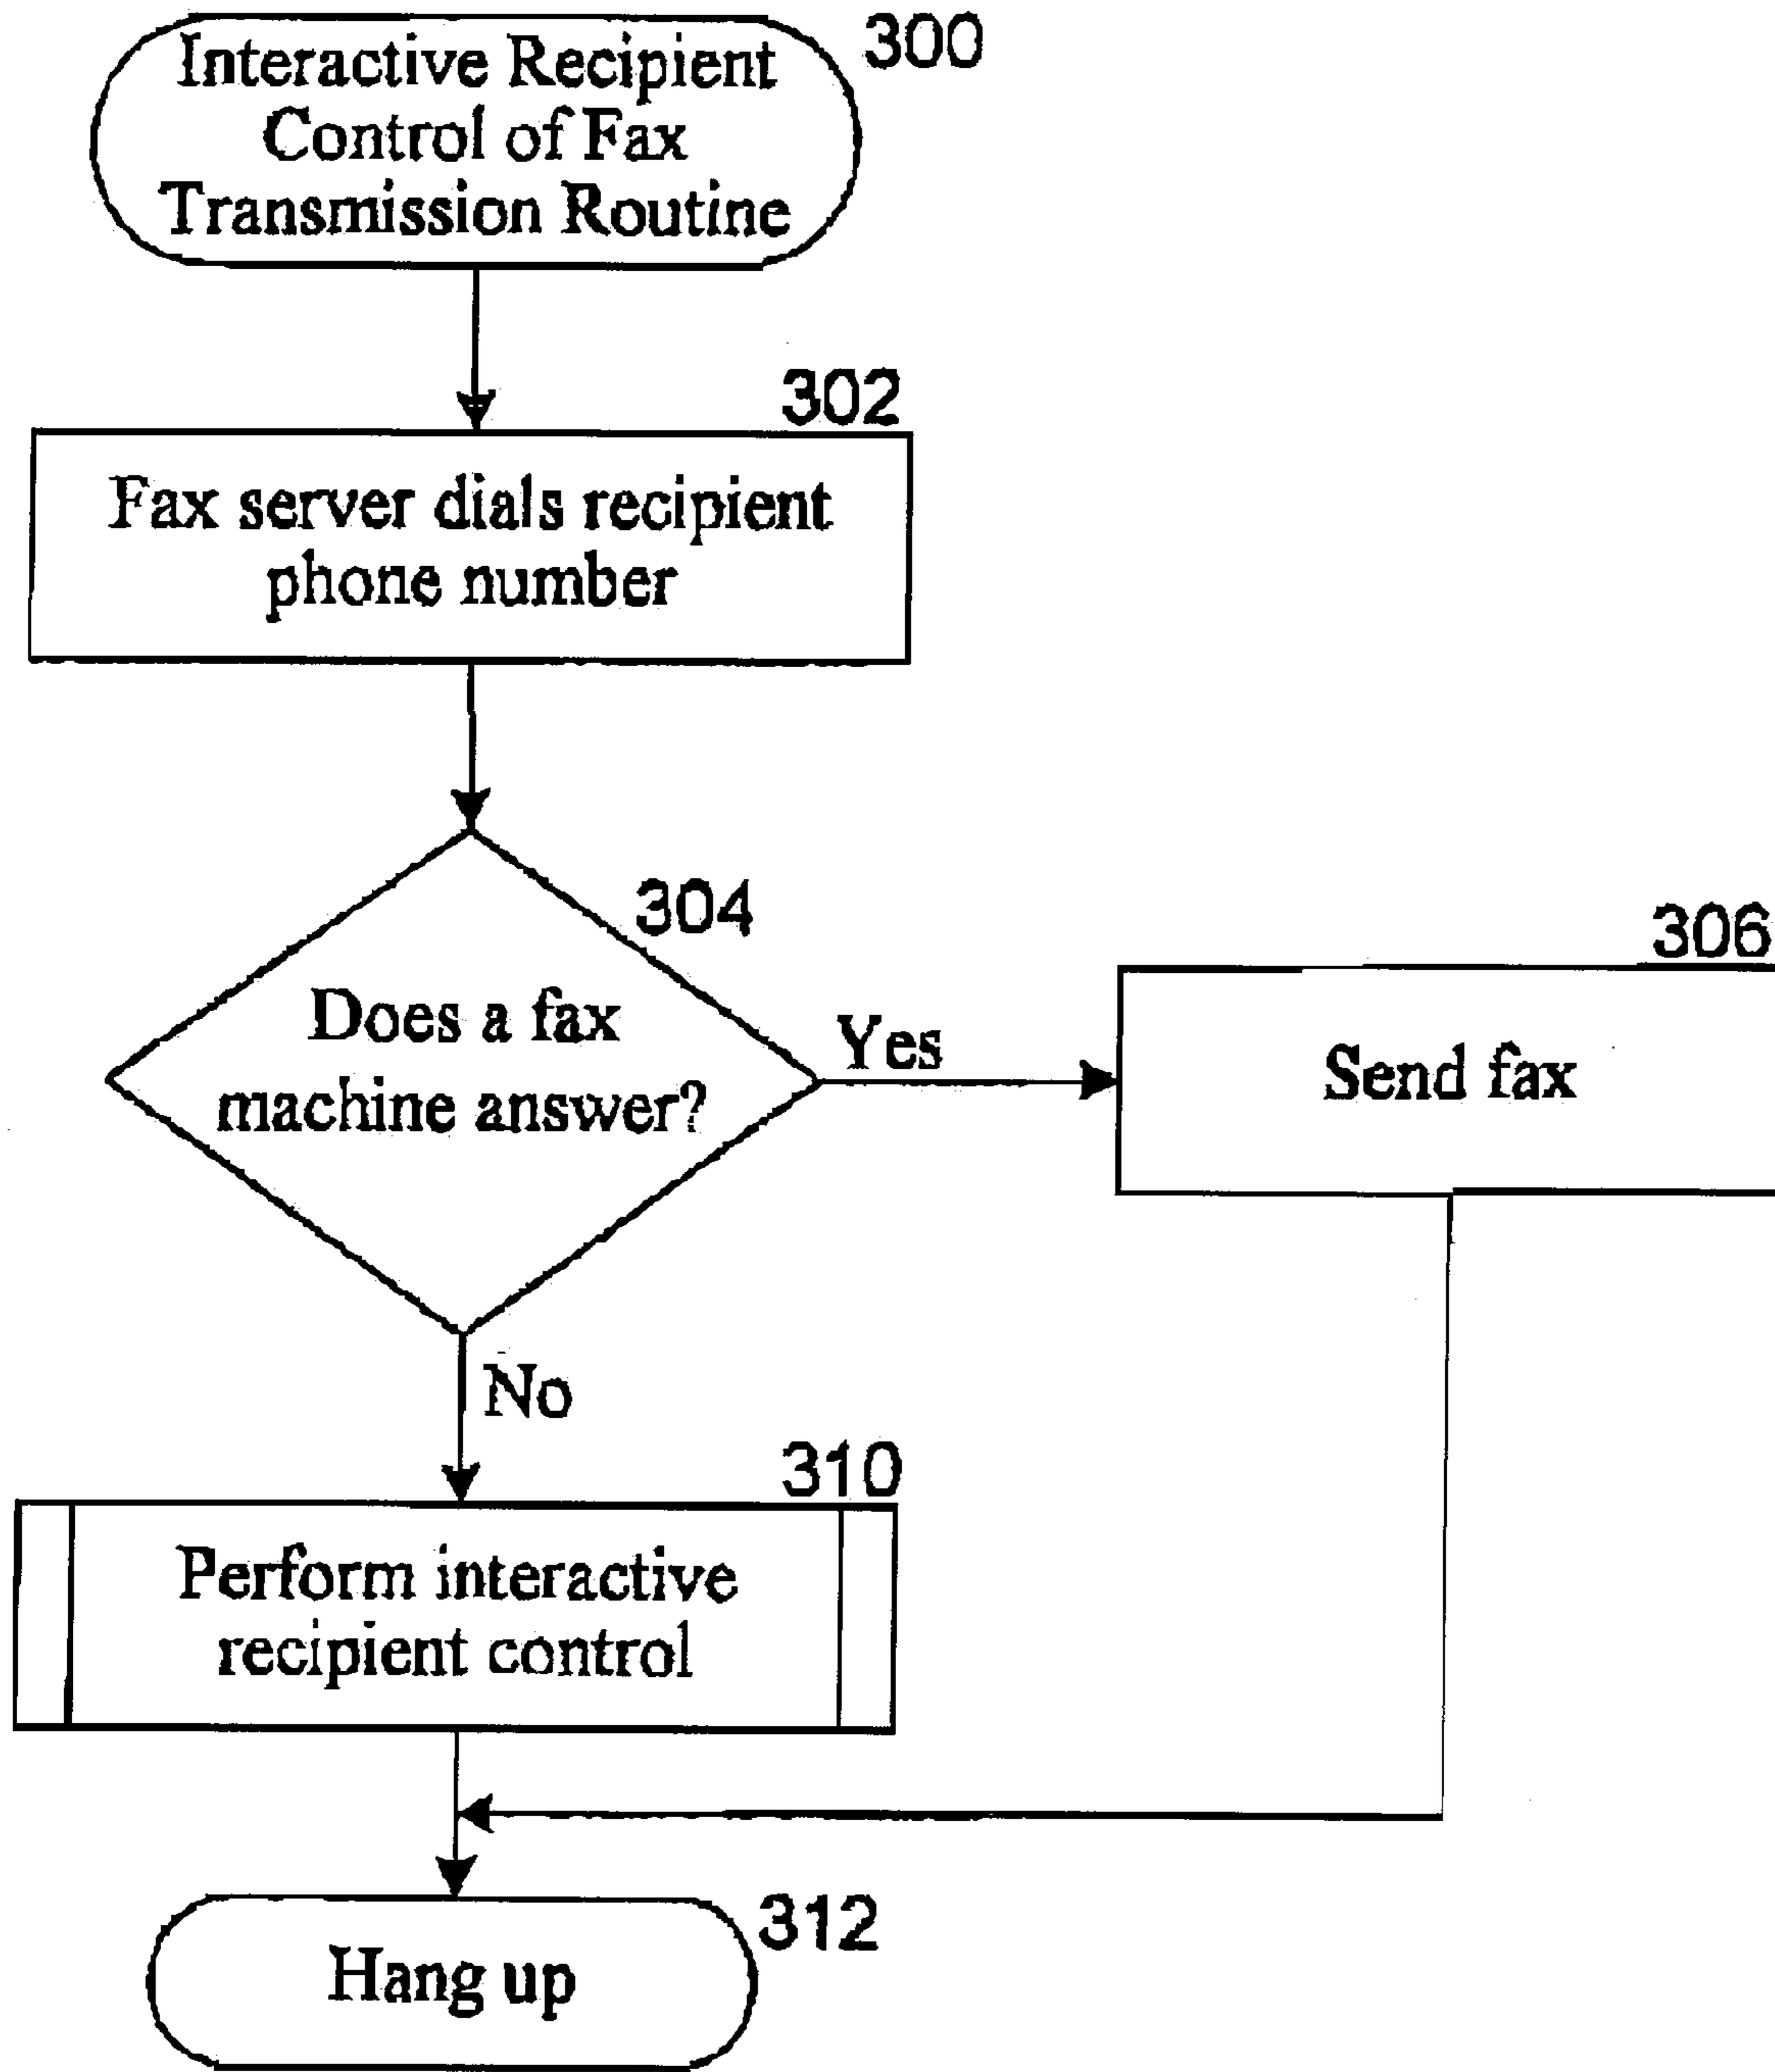 300
Interactive Recipient
Control of Fax
Transmission Routine
302
Fax server dials recipient
phone number
304
Does a fax
machine answer?
Yes
306
Send fax
No
310
Perform interactive
recipient control
312
Hang up